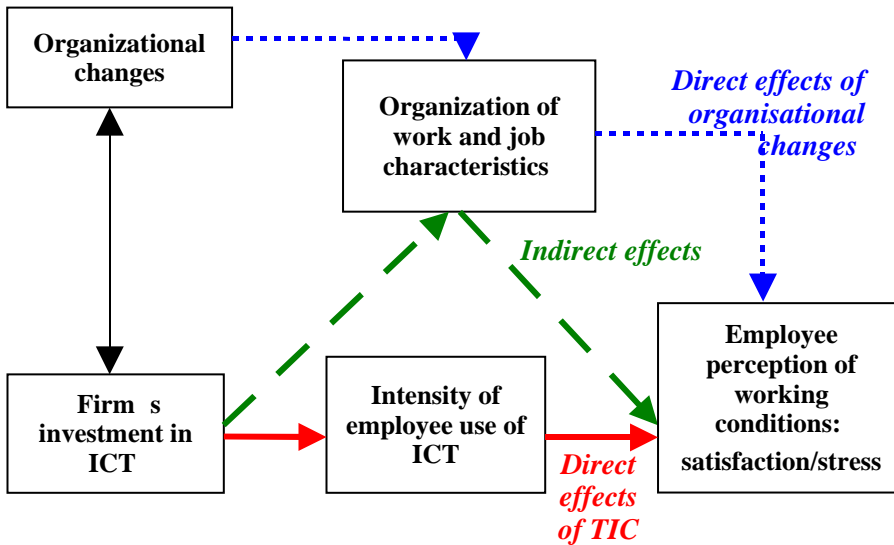 Organizational
changes
Organization of
work and job
characteristics
Direct effects of
organisational
changes
Indirect effects
Firm s
investment in
ICT
Intensity of
employee use of
ICT
Direct
effects
of TIC
Employee
perception of
working
conditions:
satisfaction/stress